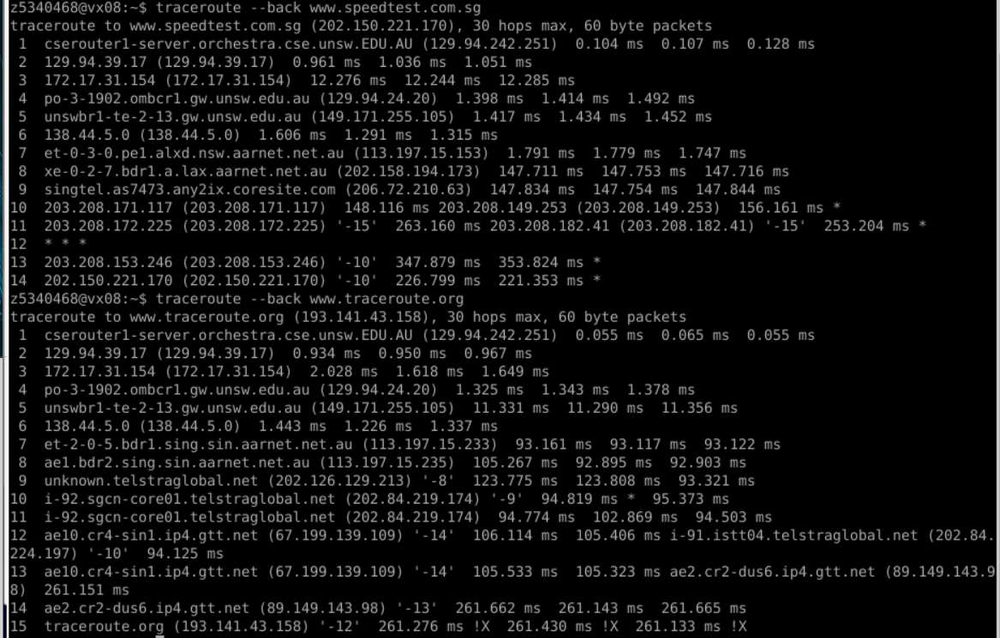 z5340468@vx08:~$ traceroute --back www.speedtest.com.sg
traceroute to www.speedtest.com.sg (202.150.221.170), 30 hops max, 60 byte packets
 1  cserouter1-server.orchestra.cse.unsw.EDU.AU (129.94.242.251)  0.104 ms  0.107 ms  0.128 ms
 2  129.94.39.17 (129.94.39.17)  0.961 ms  1.036 ms  1.051 ms
 3  172.17.31.154 (172.17.31.154)  12.276 ms  12.244 ms  12.285 ms
 4  po-3-1902.ombcr1.gw.unsw.edu.au (129.94.24.20)  1.398 ms  1.414 ms  1.492 ms
 5  unswbr1-te-2-13.gw.unsw.edu.au (149.171.255.105)  1.417 ms  1.434 ms  1.452 ms
 6  138.44.5.0 (138.44.5.0)  1.606 ms  1.291 ms  1.315 ms
 7  et-0-3-0.pe1.alxd.nsw.aarnet.net.au (113.197.15.153)  1.791 ms  1.779 ms  1.747 ms
 8  xe-0-2-7.bdr1.a.lax.aarnet.net.au (202.158.194.173)  147.711 ms  147.753 ms  147.716 ms
 9  singtel.as7473.any2ix.coresite.com (206.72.210.63)  147.834 ms  147.754 ms  147.844 ms
10  203.208.171.117 (203.208.171.117)  148.116 ms 203.208.149.253 (203.208.149.253)  156.161 ms *
11  203.208.172.225 (203.208.172.225) '-15'  263.160 ms 203.208.182.41 (203.208.182.41) '-15'  253.204 ms *
12  * * *
13  203.208.153.246 (203.208.153.246) '-10'  347.879 ms  353.824 ms *
14  202.150.221.170 (202.150.221.170) '-10'  226.799 ms  221.353 ms *
z5340468@vx08:~$ traceroute --back www.traceroute.org
traceroute to www.traceroute.org (193.141.43.158), 30 hops max, 60 byte packets
 1  cserouter1-server.orchestra.cse.unsw.EDU.AU (129.94.242.251)  0.055 ms  0.065 ms  0.055 ms
 2  129.94.39.17 (129.94.39.17)  0.934 ms  0.950 ms  0.967 ms
 3  172.17.31.154 (172.17.31.154)  2.028 ms  1.618 ms  1.649 ms
 4  po-3-1902.ombcr1.gw.unsw.edu.au (129.94.24.20)  1.325 ms  1.343 ms  1.378 ms
 5  unswbr1-te-2-13.gw.unsw.edu.au (149.171.255.105)  11.331 ms  11.290 ms  11.356 ms
 6  138.44.5.0 (138.44.5.0)  1.443 ms  1.226 ms  1.337 ms
 7  et-2-0-5.bdr1.sing.sin.aarnet.net.au (113.197.15.233)  93.161 ms  93.117 ms  93.122 ms
 8  ae1.bdr2.sing.sin.aarnet.net.au (113.197.15.235)  105.267 ms  92.895 ms  92.903 ms
 9  unknown.telstraglobal.net (202.126.129.213) '-8'  123.775 ms  123.808 ms  93.321 ms
10  i-92.sgcn-core01.telstraglobal.net (202.84.219.174) '-9'  94.819 ms *  95.373 ms
11  i-92.sgcn-core01.telstraglobal.net (202.84.219.174)  94.774 ms  102.869 ms  94.503 ms
12  ae10.cr4-sin1.ip4.gtt.net (67.199.139.109) '-14'  106.114 ms  105.406 ms i-91.istt04.telstraglobal.net (202.84.
224.197) '-10'  94.125 ms
13  ae10.cr4-sin1.ip4.gtt.net (67.199.139.109) '-14'  105.533 ms  105.323 ms ae2.cr2-dus6.ip4.gtt.net (89.149.143.9
8)  261.151 ms
14  ae2.cr2-dus6.ip4.gtt.net (89.149.143.98) '-13'  261.662 ms  261.143 ms  261.665 ms
15  traceroute.org (193.141.43.158) '-12'  261.276 ms !X  261.430 ms !X  261.133 ms !X